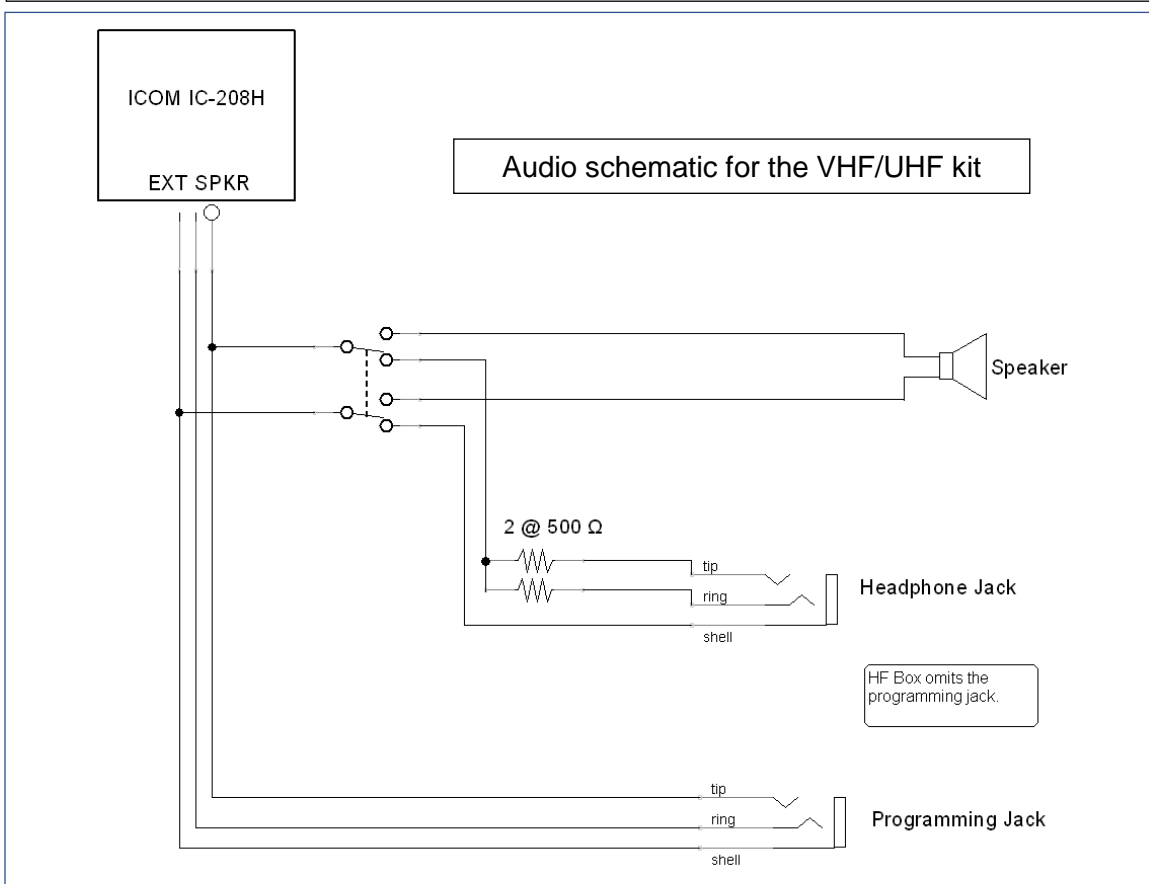 ICOM IC-208H
EXT SPKR
Audio schematic for the VHF/UHF kit
Speaker
2 @ 500 Ω
tip
ring
shell
Headphone Jack
HF Box omits the
programming jack.
tip
ring
shell
Programming Jack